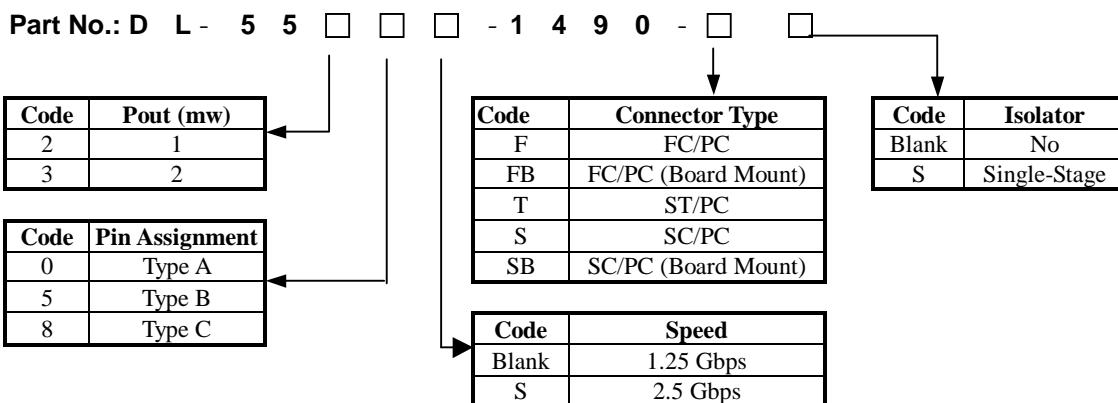 Part No.: D L - 5 5 □ □ □ - 1 4 9 0 - □ □
Code Pout (mw)
2 1
3 2
Code Pin Assignment
0 Type A
5 Type B
8 Type C
Code Connector Type
F FC/PC
FB FC/PC (Board Mount)
T ST/PC
S SC/PC
SB SC/PC (Board Mount)
Code Speed
Blank 1.25 Gbps
S 2.5 Gbps
Code Isolator
Blank No
S Single-Stage